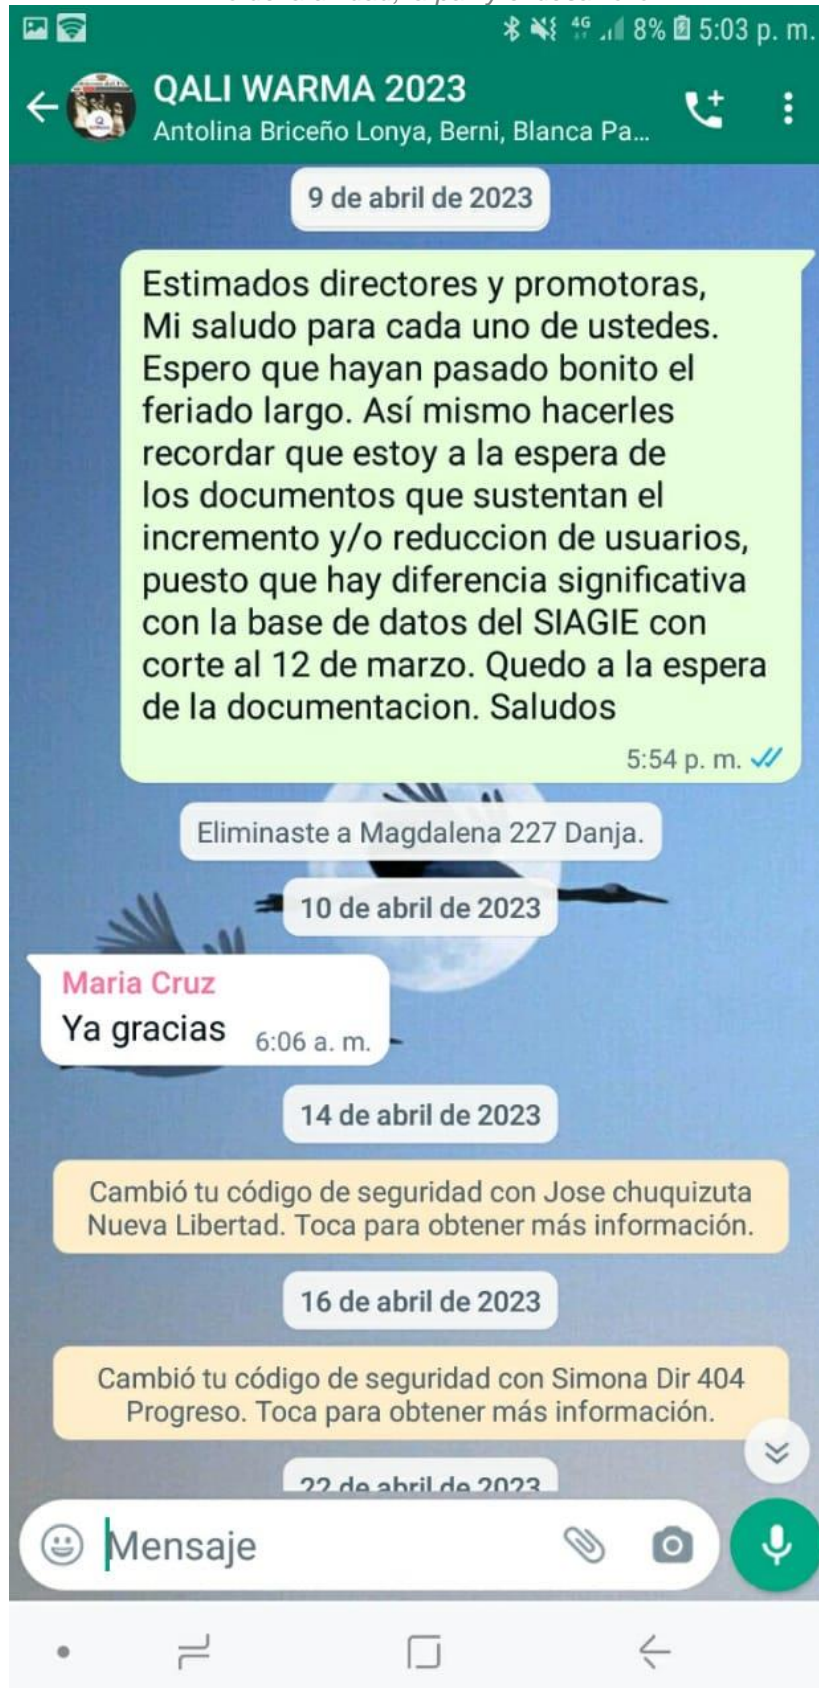 8% 5:03 p. m.
4G
QALI WARMA 2023
Antolina Briceño Lonya, Berni, Blanca Pa...
9 de abril de 2023
Estimados directores y promotoras,
Mi saludo para cada uno de ustedes.
Espero que hayan pasado bonito el
feriado largo. Así mismo hacerles
recordar que estoy a la espera de
los documentos que sustentan el
incremento y/o reduccion de usuarios,
puesto que hay diferencia significativa
con la base de datos del SIAGIE con
corte al 12 de marzo. Quedo a la espera
de la documentacion. Saludos
5:54 p. m.
Eliminaste a Magdalena 227 Danja.
10 de abril de 2023
Maria Cruz
Ya gracias 6:06 a. m.
14 de abril de 2023
Cambió tu código de seguridad con Jose chuquizuta
Nueva Libertad. Toca para obtener más información.
16 de abril de 2023
Cambió tu código de seguridad con Simona Dir 404
Progreso. Toca para obtener más información.
22 de abril de 2023
Mensaje